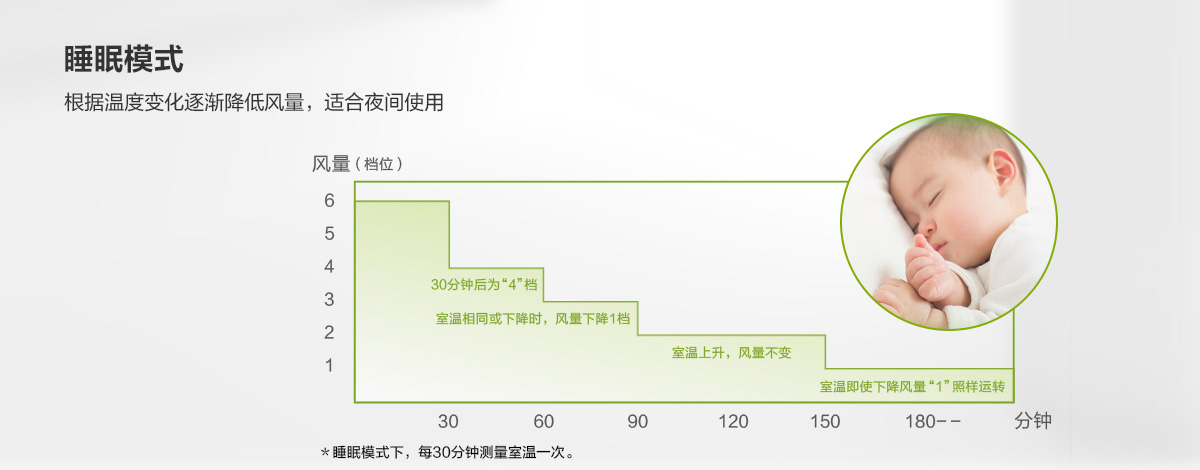 睡眠模式
根据温度变化逐渐降低风量，适合夜间使用
风量（档位）
6
5
4
30分钟后为“4”档
3
室温相同或下降时，风量下降1档
2
室温上升，风量不变
1
室温即使下降风量“1”照样运转
30 60 90 120 150 180-- 分钟
*睡眠模式下，每30分钟测量室温一次。